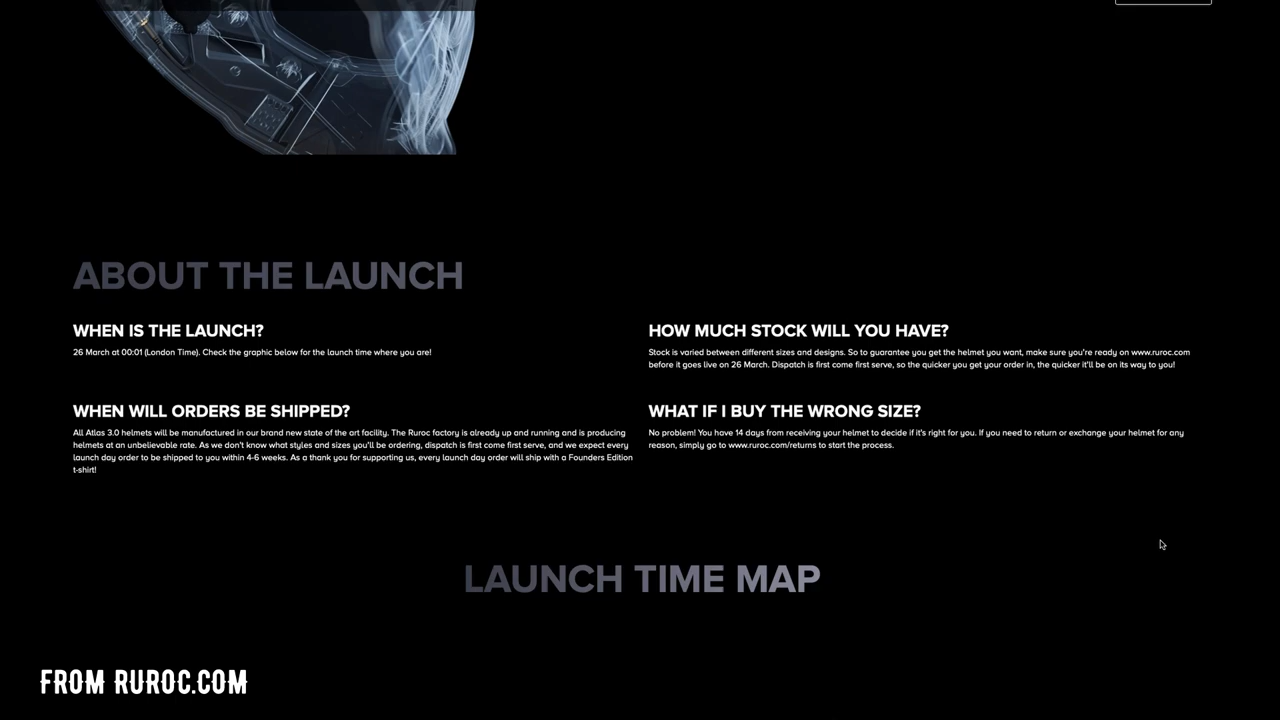 ABOUT THE LAUNCH
WHEN IS THE LAUNCH?
26 March at 00:01 (London Time). Check the graphic below for the launch time where you are!
HOW MUCH STOCK WILL YOU HAVE?
Stock is varied between different sizes and designs. So to guarantee you get the helmet you want, make sure you're ready on www.ruroc.com
before it goes live on 26 March. Dispatch is first come first serve, so the quicker you get your order in, the quicker it'll be on its way to you!
WHEN WILL ORDERS BE SHIPPED?
All Atlas 3.0 helmets will be manufactured in our brand new state of the art facility. The Ruroc factory is already up and running and is producing
helmets at an unbelievable rate. As we don't know what styles and sizes you'll be ordering, dispatch is first come first serve, and we expect every
launch day order to be shipped to you within 4-6 weeks. As a thank you for supporting us, every launch day order will ship with a Founders Edition
t-shirt!
WHAT IF I BUY THE WRONG SIZE?
No problem! You have 14 days from receiving your helmet to decide if it's right for you. If you need to return or exchange your helmet for any
reason, simply go to www.ruroc.com/returns to start the process.
LAUNCH TIME MAP
FROM RUROC.COM